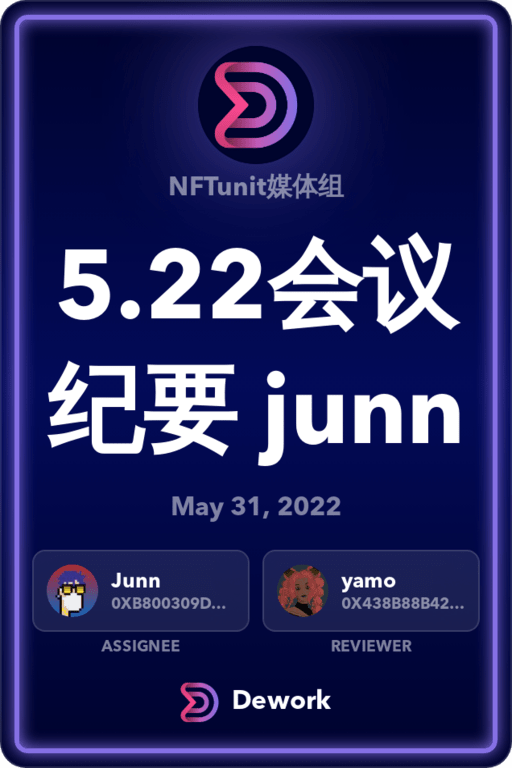 NFTunit媒体组
5.22会议
纪要 junn
May 31, 2022
Junn
0XB800309D...
yamo
0X438B88B42...
ASSIGNEE
REVIEWER
Dework